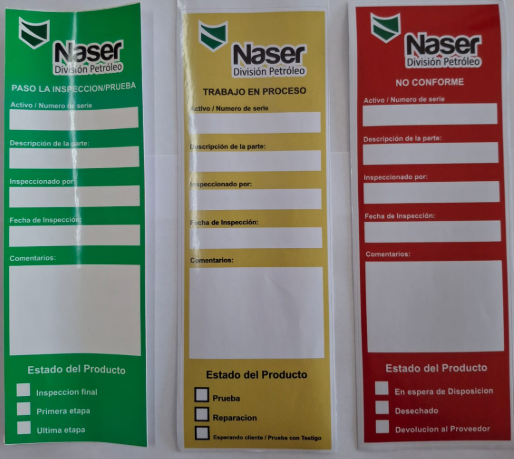 Naser
División Petróleo
PASO LA INSPECCION/PRUEBA
Activo / Numero de serie
Descripción de la parte:
Inspeccionado por:
Fecha de Inspección:
Comentarios:
Estado del Producto
Inspeccion final
Primera etapa
Ultima etapa
Naser
División Petróleo
TRABAJO EN PROCESO
Activo / Numero de serie
Descripción de la parte:
Inspeccionado por:
Fecha de Inspección:
Comentarios:
Estado del Producto
Prueba
Reparacion
Esperando cliente / Prueba con Testigo
Naser
División Petróleo
NO CONFORME
Activo / Numero de serie
Descripción de la parte:
Inspeccionado por:
Fecha de Inspección:
Comentarios:
Estado del Producto
En espera de Disposicion
Desechado
Devolucion al Proveedor